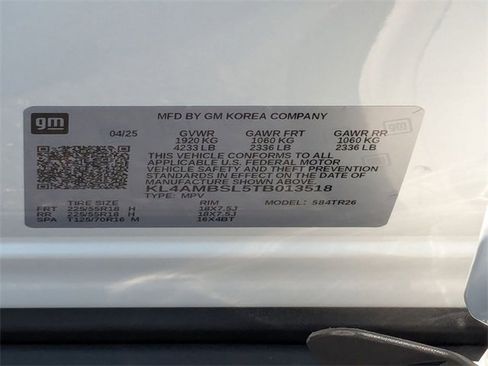 gm
MFD BY GM KOREA COMPANY
04/25 GVWR GAWR FRT GAWR RR
1920 KG 1060 KG 1060 KG
4233 LB 2336 LB 2336 LB
THIS VEHICLE CONFORMS TO ALL
APPLICABLE U.S. FEDERAL MOTOR
VEHICLE SAFETY AND THEFT PREVENTION
STANDARDS IN EFFECT ON THE DATE OF
MANUFACTURE SHOWN ABOVE.
KL4AMBSL5TB013518
TYPE: MPV
TIRE SIZE RIM MODEL: 5B4TR26
FRT 225/55R18 H 18X7.5J
RR 225/55R18 H 18X7.5J
SPA T125/70R16 M 16X4BT